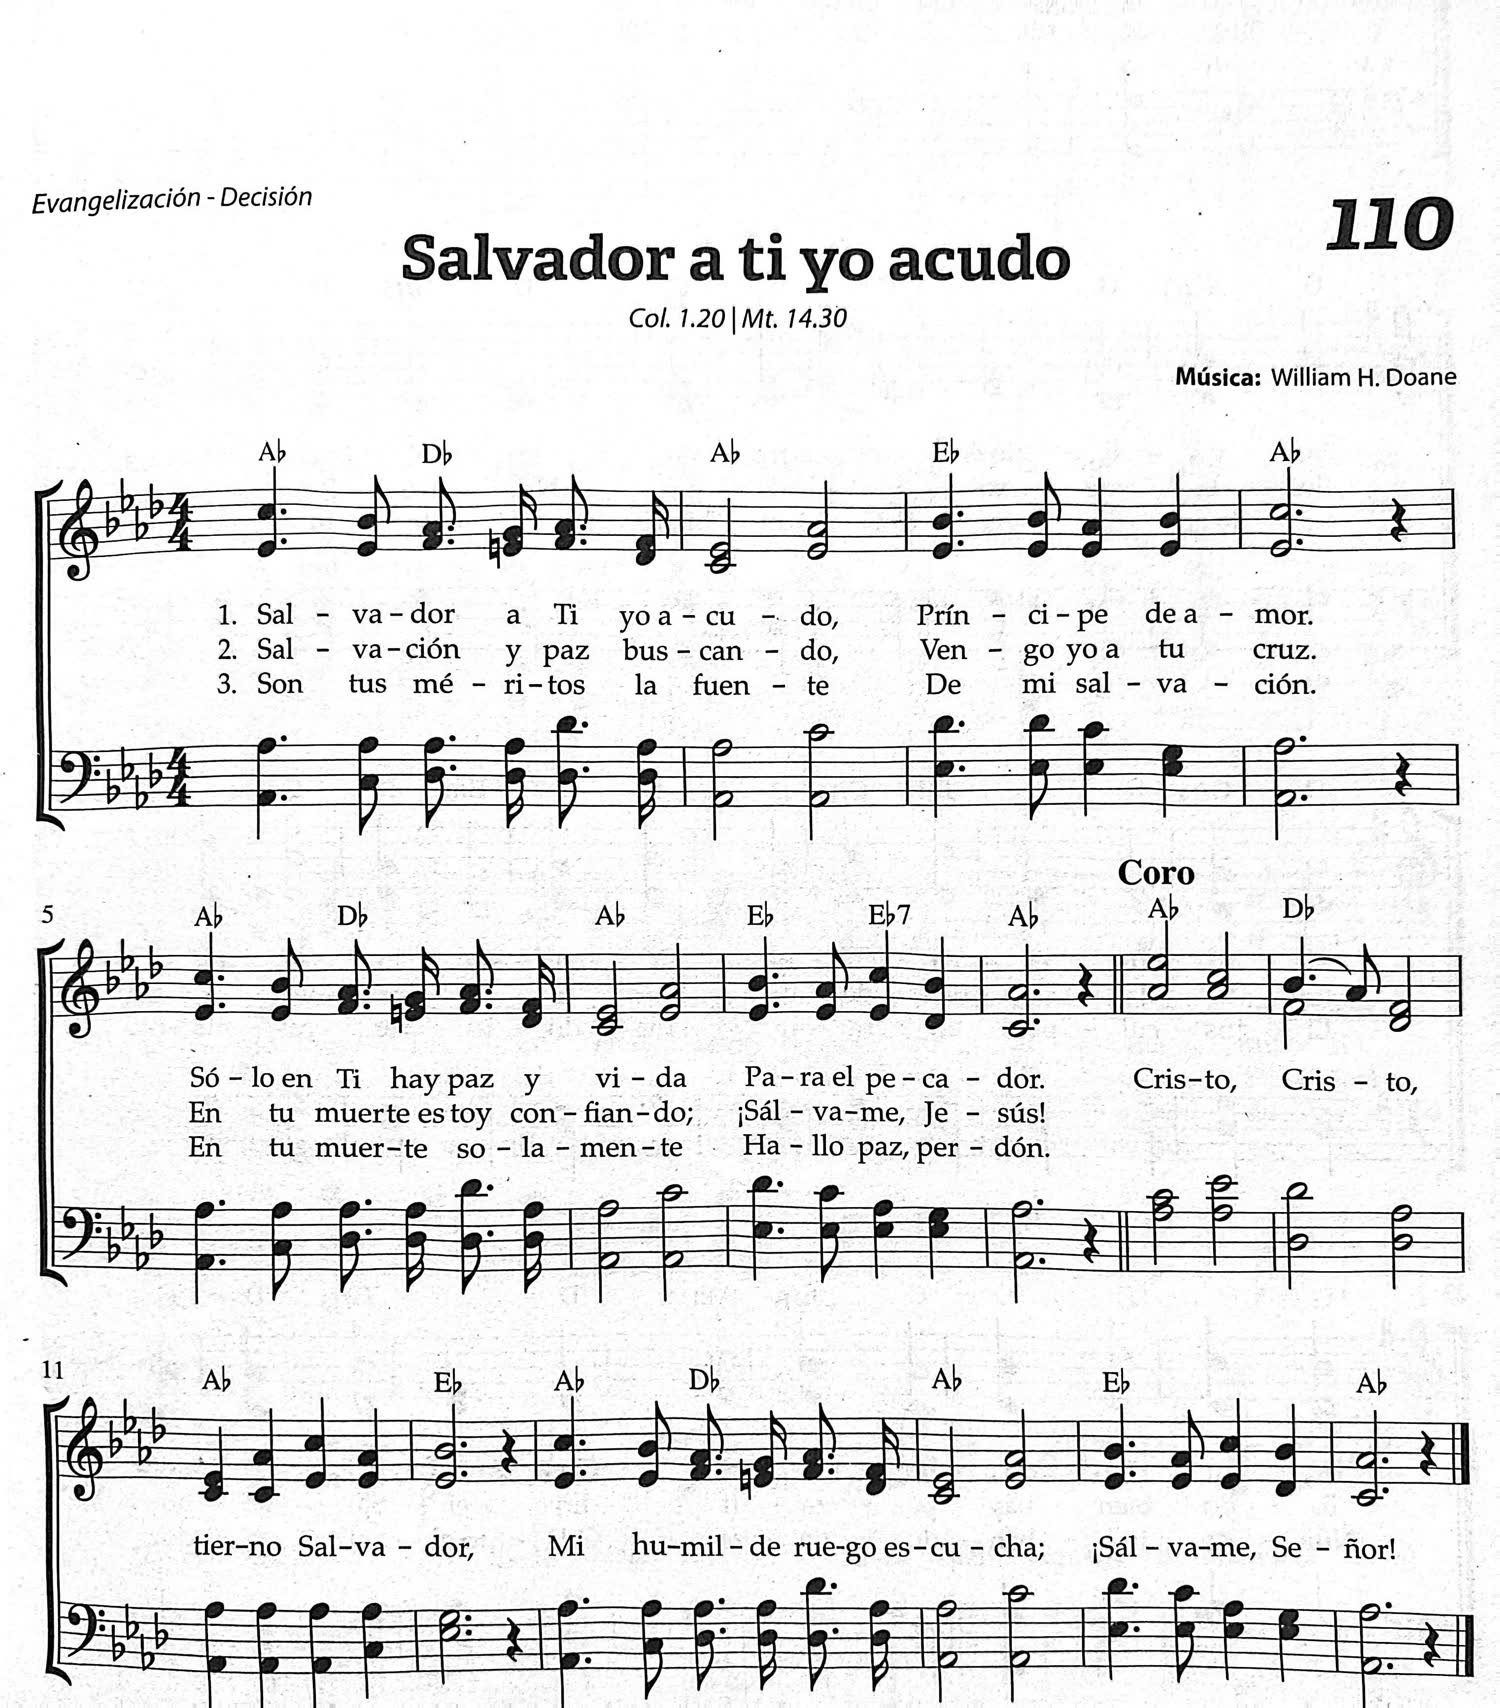 Evangelización - Decisión
110
Salvador a ti yo acudo
Col. 1.20 | Mt. 14.30
Música: William H. Doane
A♭ D♭ A♭ E♭ A♭
1. Sal – va – dor a Ti yo a – cu – do, Prín – ci – pe de a – mor.
2. Sal – va – ción y paz bus – can – do, Ven – go yo a tu cruz.
3. Son tus mé – ri – tos la fuen – te De mi sal – va – ción.
Coro
5 A♭ D♭ A♭ E♭ E♭7 A♭ A♭ D♭
Só – lo en Ti hay paz y vi – da Pa – ra el pe – ca – dor. Cris – to, Cris – to,
En tu muerte es toy con – fian – do; ¡Sál – va – me, Je – sús!
En tu muer – te so – la – men – te Ha – llo paz, per – dón.
11 A♭ E♭ A♭ D♭ A♭ E♭ A♭
tier – no Sal – va – dor, Mi hu – mil – de rue - go es – cu – cha; ¡Sál – va – me, Se – ñor!